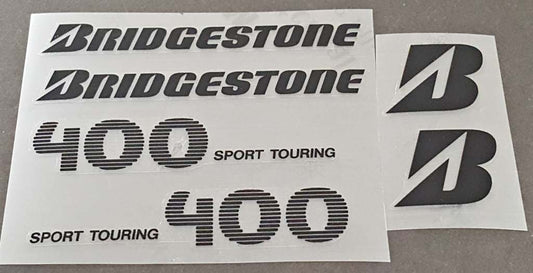 BRIDGESTONE
BRIDGESTONE
400 SPORT TOURING
SPORT TOURING 400
B
B